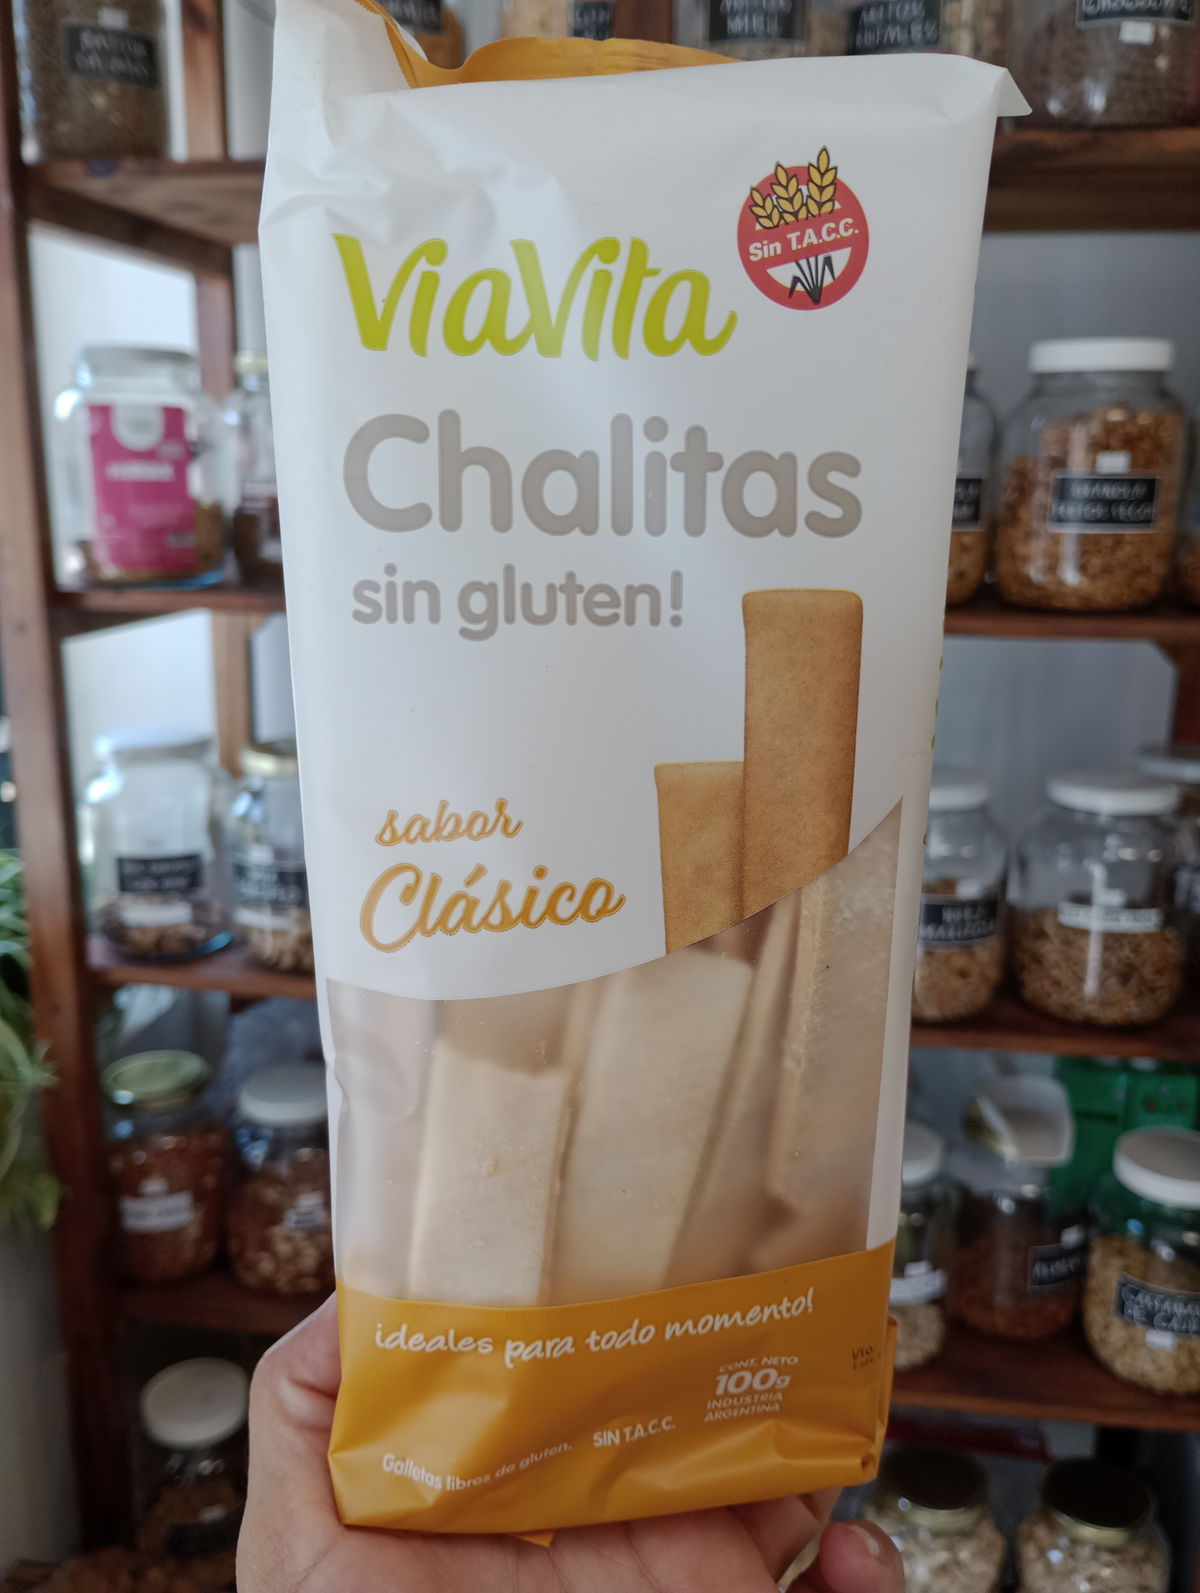 Sin T.A.C.C.
ViaVita
Chalitas
sin gluten!
sabor
Clásico
¡deales para todo momento!
CONT. NETO
100g
INDUSTRIA
ARGENTINA
SIN T.A.C.C.
Galletas libres de gluten.